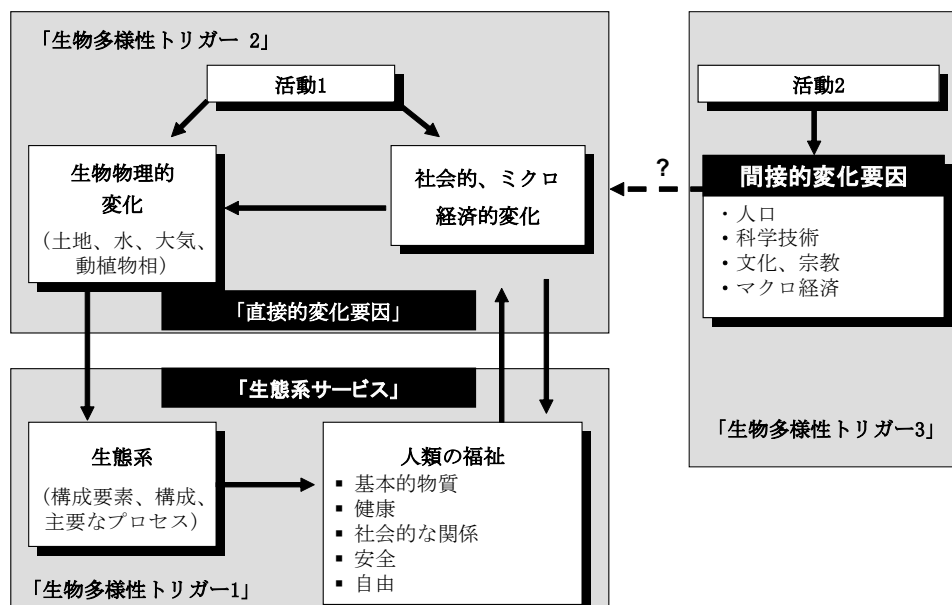 「生物多様性トリガー 2」
活動1
生物物理的
変化
(土地、水、大気、
動植物相)
社会的、ミクロ
経済的変化
「直接的変化要因」
?
活動2
間接的変化要因
・人口
・科学技術
・文化、宗教
・マクロ経済
「生物多様性トリガー3」
「生態系サービス」
生態系
(構成要素、構成、
主要なプロセス)
人類の福祉
▪ 基本的物質
▪ 健康
▪ 社会的な関係
▪ 安全
▪ 自由
「生物多様性トリガー1」